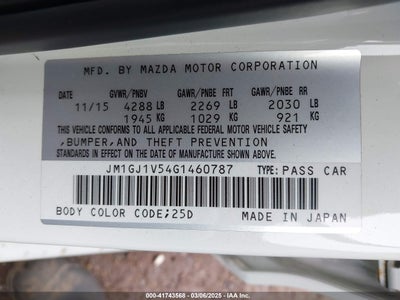 MFD. BY MAZDA MOTOR CORPORATION
GVWR/PNBV GAWR/PNBE FRT GAWR/PNBE RR
11/15 4288 LB 2269 LB 2030 LB
1945 KG 1029 KG 921 KG
THIS VEHICLE CONFORMS TO ALL APPLICABLE FEDERAL MOTOR VEHICLE SAFETY
,BUMPER,AND THEFT PREVENTION
STANDARDS IN EFFECT ON THE DATE OF MANUFACTURE SHOWN ABOVE.
JM1GJ1V54G1460787 TYPE: PASS CAR
BODY COLOR CODE;25D MADE IN JAPAN
000-41743568 - 03/06/2025 - IAA Inc.